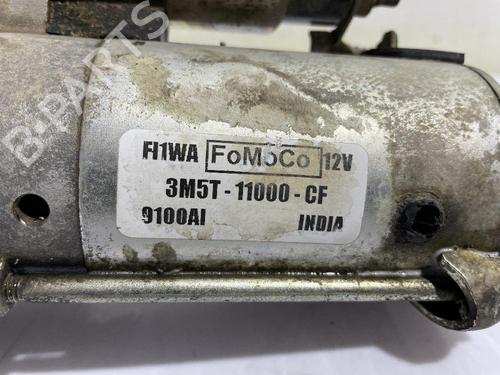 B-PARTS
FI1WA FoMoCo 12V
3M5T - 11000 - CF
9100AI INDIA